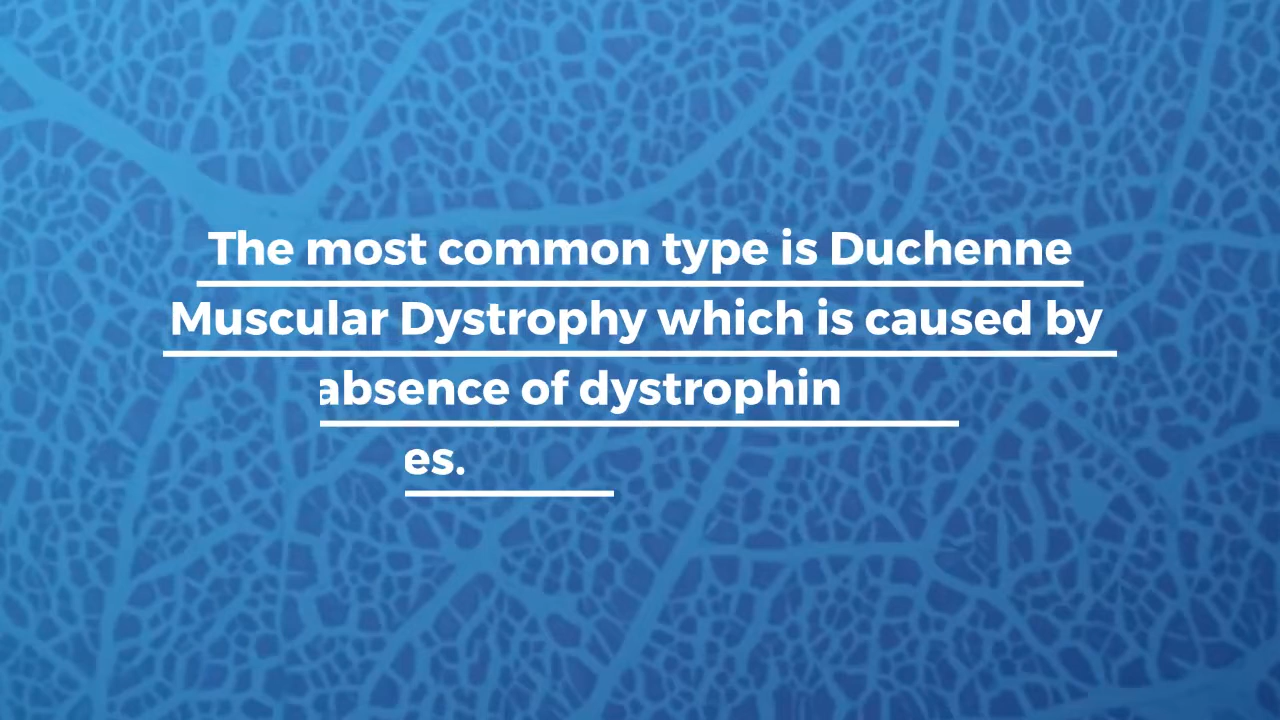 The most common type is Duchenne
Muscular Dystrophy which is caused by
absence of dystrophin
es.